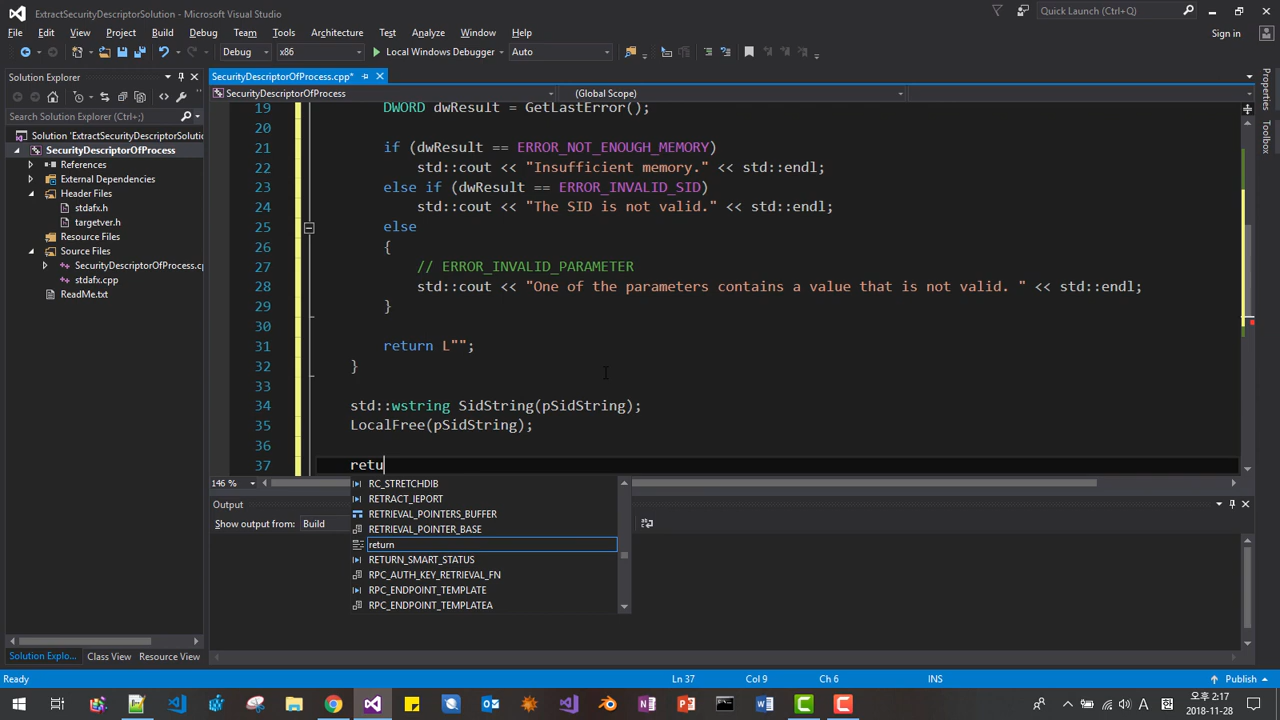 ExtractSecurityDescriptorSolution - Microsoft Visual Studio
Quick Launch (Ctrl+Q)
File Edit View Project Build Debug Team Tools Architecture Test Analyze Window Help
Sign in
Debug x86 Local Windows Debugger Auto
Solution Explorer
SecurityDescriptorOfProcess.cpp*
Search Solution Explorer (Ctrl+;)
SecurityDescriptorOfProcess (Global Scope)
Solution 'ExtractSecurityDescriptorSolutio
SecurityDescriptorOfProcess
References
External Dependencies
Header Files
stdafx.h
targetver.h
Resource Files
Source Files
SecurityDescriptorOfProcess.cp
stdafx.cpp
ReadMe.txt
19 DWORD dwResult = GetLastError();
20
21 if (dwResult == ERROR_NOT_ENOUGH_MEMORY)
22 std::cout << "Insufficient memory." << std::endl;
23 else if (dwResult == ERROR_INVALID_SID)
24 std::cout << "The SID is not valid." << std::endl;
25 else
26 {
27 // ERROR_INVALID_PARAMETER
28 std::cout << "One of the parameters contains a value that is not valid. " << std::endl;
29 }
30
31 return L"";
32 }
33
34 std::wstring SidString(pSidString);
35 LocalFree(pSidString);
36
37 retu
146 %
RC_STRETCHDIB
RETRACT_IEPORT
RETRIEVAL_POINTERS_BUFFER
RETRIEVAL_POINTER_BASE
return
RETURN_SMART_STATUS
RPC_AUTH_KEY_RETRIEVAL_FN
RPC_ENDPOINT_TEMPLATE
RPC_ENDPOINT_TEMPLATEA
Output
Show output from: Build
Properties
Toolbox
Solution Explo... Class View Resource View
Ready Ln 37 Col 9 Ch 6 INS Publish
A 오후 2:17
2018-11-28